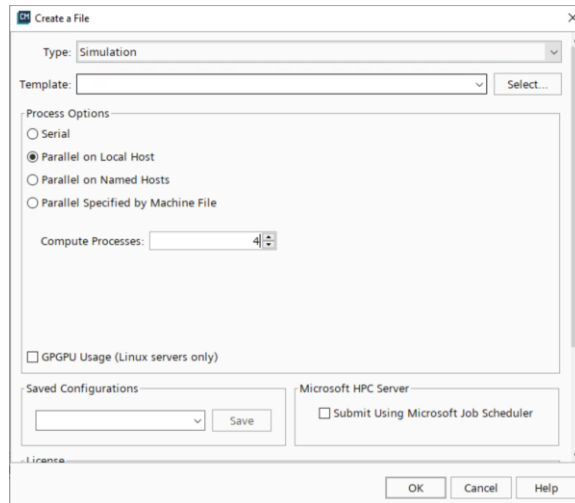 CM Create a File
Type: Simulation
Template:
Select...
Process Options
Serial
Parallel on Local Host
Parallel on Named Hosts
Parallel Specified by Machine File
Compute Processes: 4
GPGPU Usage (Linux servers only)
Saved Configurations
Save
Microsoft HPC Server
Submit Using Microsoft Job Scheduler
License
OK Cancel Help